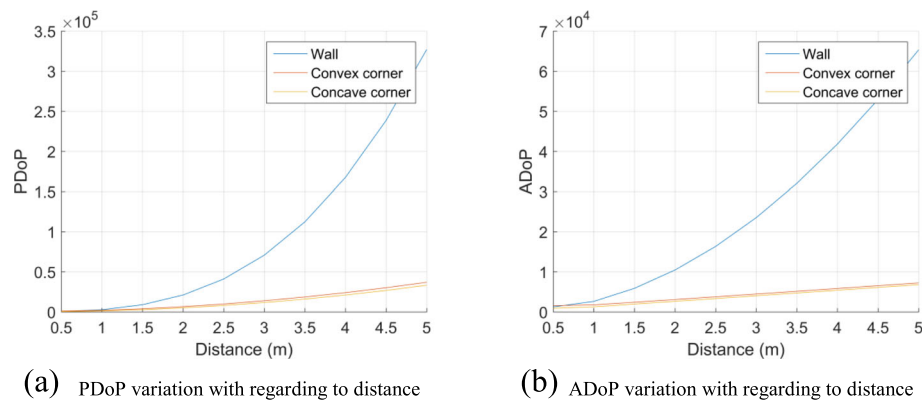 ×10⁵
3.5
3
2.5
2
1.5
1
0.5
0
PDoP
0.5 1 1.5 2 2.5 3 3.5 4 4.5 5
Distance (m)
Wall
Convex corner
Concave corner
(a) PDoP variation with regarding to distance
×10⁴
7
6
5
4
3
2
1
0
ADoP
0.5 1 1.5 2 2.5 3 3.5 4 4.5 5
Distance (m)
Wall
Convex corner
Concave corner
(b) ADoP variation with regarding to distance